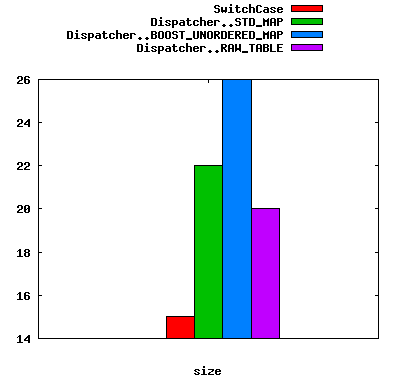 SwitchCase
Dispatcher..STD_MAP
Dispatcher..BOOST_UNORDERED_MAP
Dispatcher..RAW_TABLE
26
24
22
20
18
16
14
size